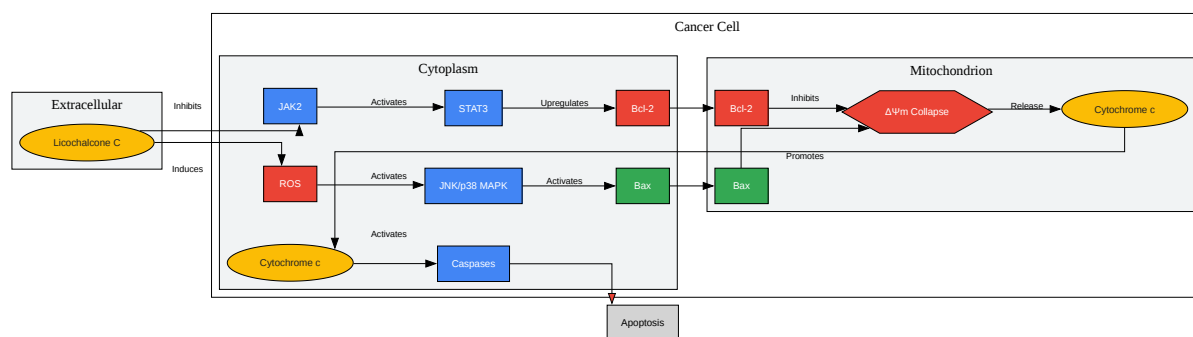 Cancer Cell
Cytoplasm
Mitochondrion
Extracellular
Licochalcone C
Inhibits
Induces
JAK2
Activates
STAT3
Upregulates
Bcl-2
Bcl-2
Inhibits
ΔΨm Collapse
Release
Cytochrome c
Promotes
ROS
Activates
JNK/p38 MAPK
Activates
Bax
Bax
Cytochrome c
Activates
Caspases
Apoptosis